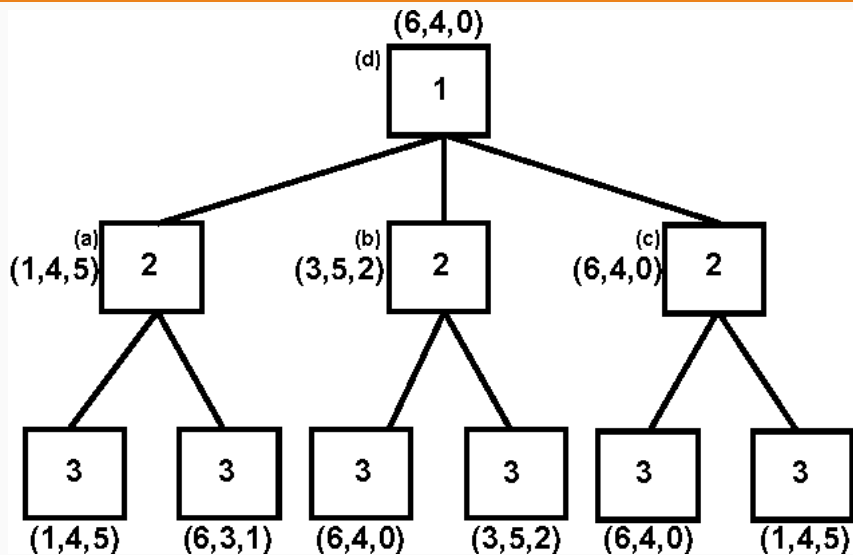 (6,4,0)
(d)
1
(a) (b) (c)
(1,4,5) 2 (3,5,2) 2 (6,4,0) 2
3 3 3 3 3 3
(1,4,5) (6,3,1) (6,4,0) (3,5,2) (6,4,0) (1,4,5)